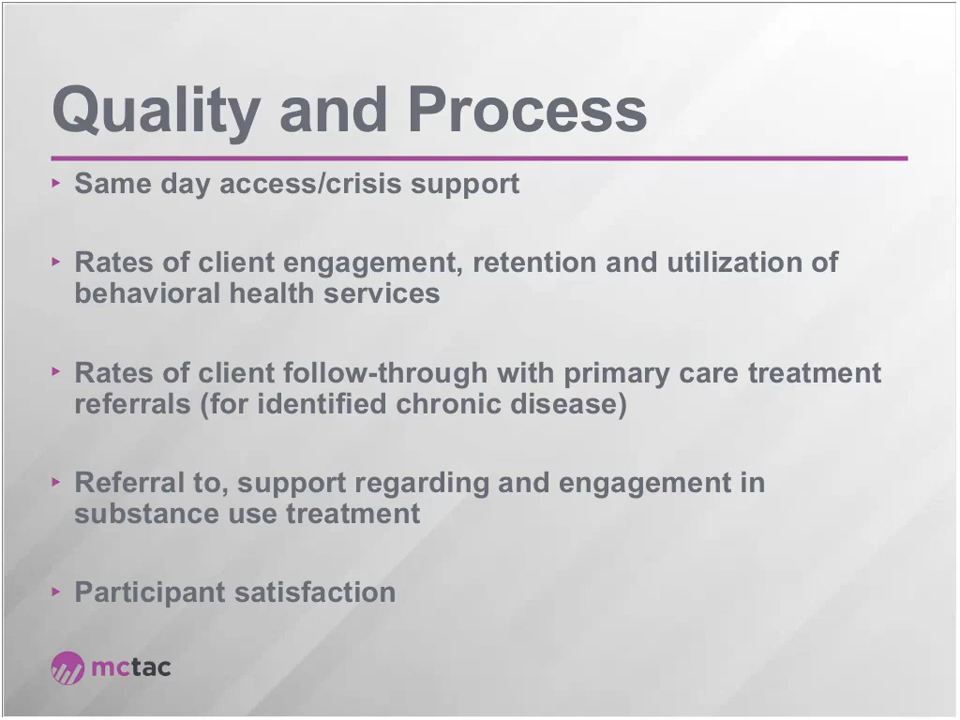 Quality and Process
‣ Same day access/crisis support
‣ Rates of client engagement, retention and utilization of
behavioral health services
‣ Rates of client follow-through with primary care treatment
referrals (for identified chronic disease)
‣ Referral to, support regarding and engagement in
substance use treatment
‣ Participant satisfaction
mctac